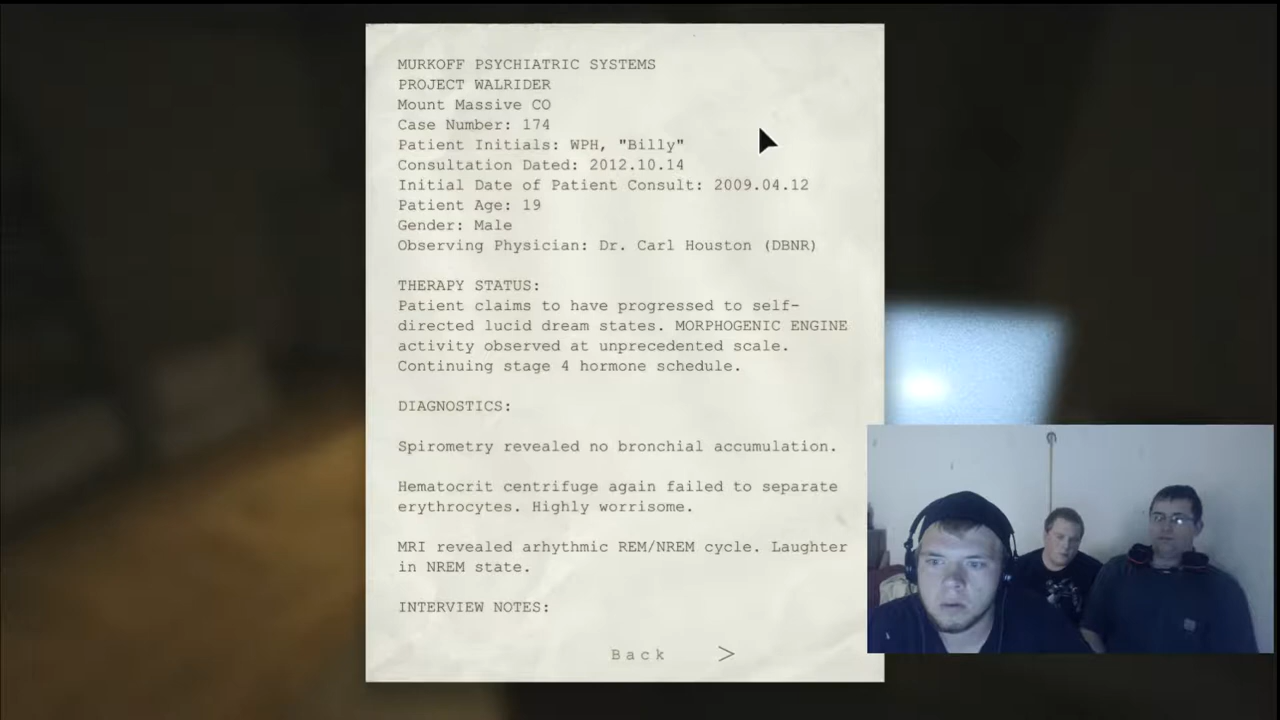 MURKOFF PSYCHIATRIC SYSTEMS
PROJECT WALRIDER
Mount Massive CO
Case Number: 174
Patient Initials: WPH, "Billy"
Consultation Dated: 2012.10.14
Initial Date of Patient Consult: 2009.04.12
Patient Age: 19
Gender: Male
Observing Physician: Dr. Carl Houston (DBNR)
THERAPY STATUS:
Patient claims to have progressed to self-
directed lucid dream states. MORPHOGENIC ENGINE
activity observed at unprecedented scale.
Continuing stage 4 hormone schedule.
DIAGNOSTICS:
Spirometry revealed no bronchial accumulation.
Hematocrit centrifuge again failed to separate
erythrocytes. Highly worrisome.
MRI revealed arhythmic REM/NREM cycle. Laughter
in NREM state.
INTERVIEW NOTES:
Back >